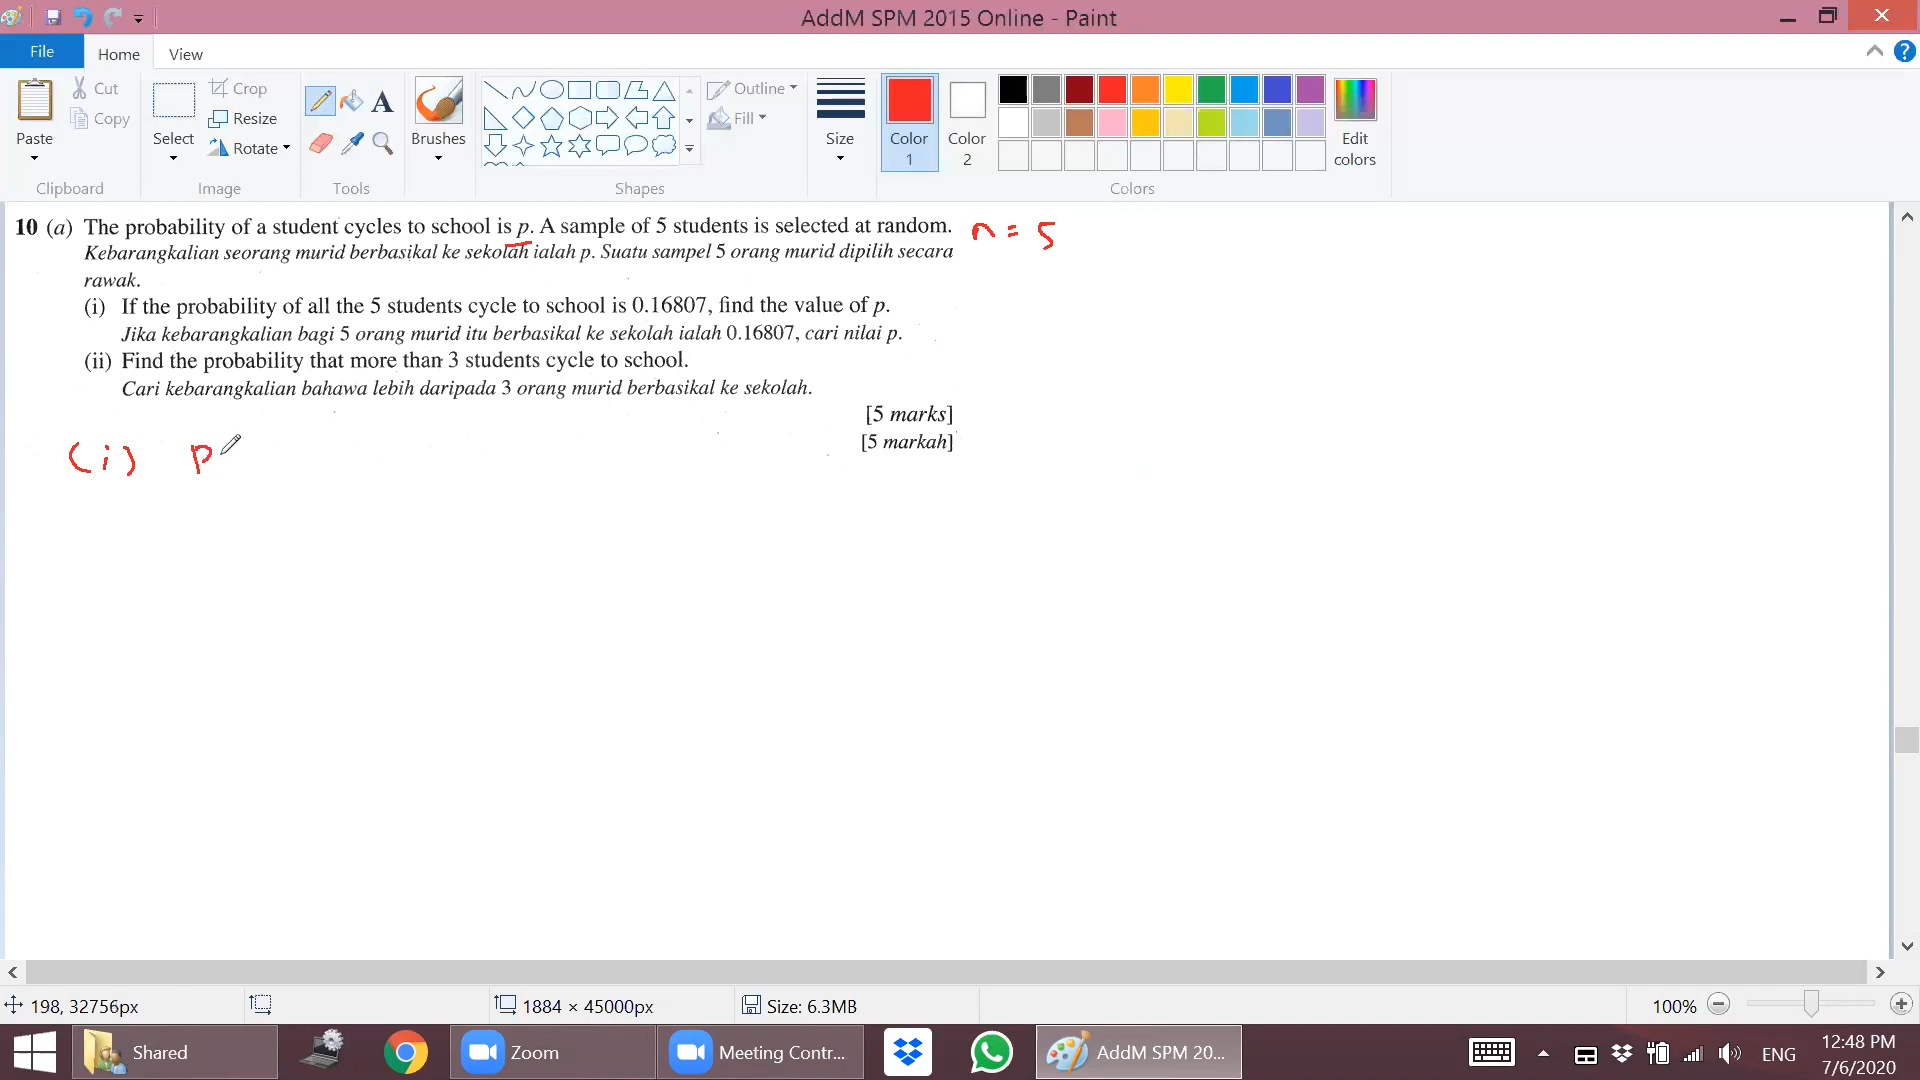 AddM SPM 2015 Online - Paint
File Home View
Paste
Cut
Copy
Clipboard
Select
Crop
Resize
Rotate
Image
A
Tools
Brushes
Shapes
Outline
Fill
Size
Color 1
Color 2
Edit colors
Colors
10 (a) The probability of a student cycles to school is p. A sample of 5 students is selected at random. n = 5
Kebarangkalian seorang murid berbasikal ke sekolah ialah p. Suatu sampel 5 orang murid dipilih secara
rawak.
(i) If the probability of all the 5 students cycle to school is 0.16807, find the value of p.
Jika kebarangkalian bagi 5 orang murid itu berbasikal ke sekolah ialah 0.16807, cari nilai p.
(ii) Find the probability that more than 3 students cycle to school.
Cari kebarangkalian bahawa lebih daripada 3 orang murid berbasikal ke sekolah.
[5 marks]
[5 markah]
(i) P
198, 32756px
1884 × 45000px
Size: 6.3MB
100%
Shared
Zoom
Meeting Contr...
AddM SPM 20...
ENG
12:48 PM
7/6/2020